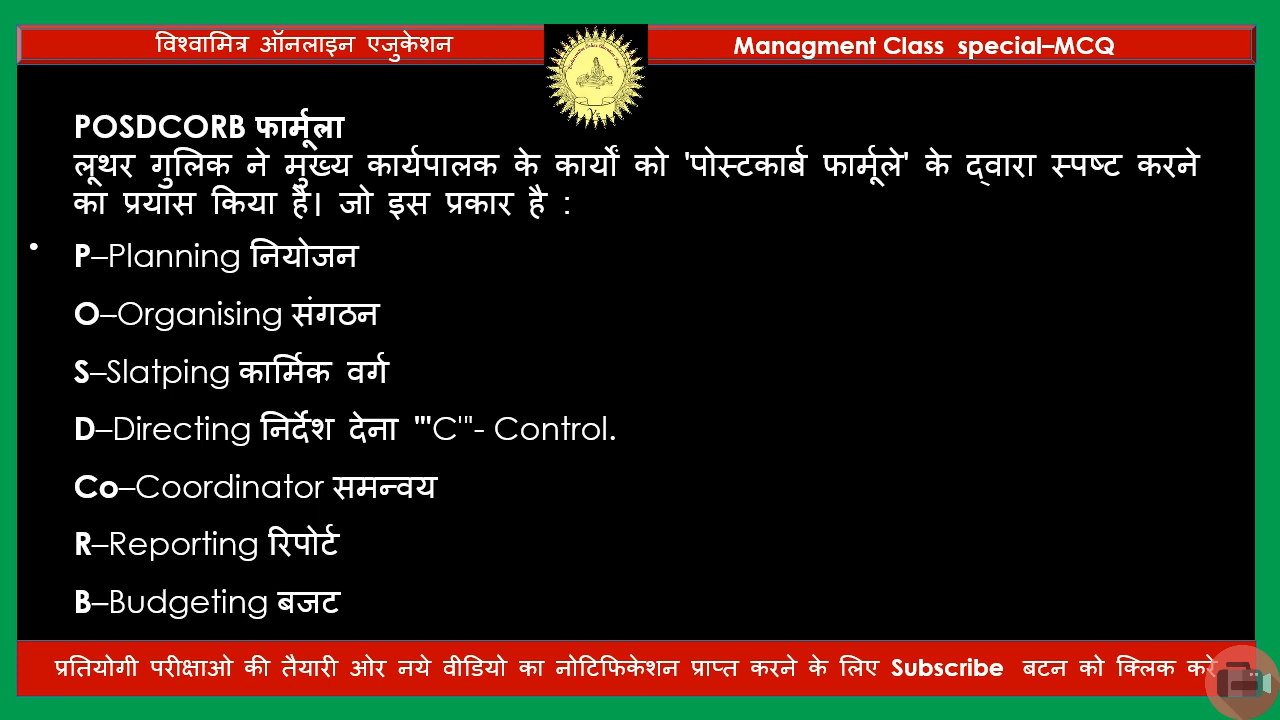 विश्वामित्र ऑनलाइन एजुकेशन
Managment Class special–MCQ
POSDCORB फार्मूला
लूथर गुलिक ने मुख्य कार्यपालक के कार्यों को 'पोस्टकार्ब फार्मूले' के द्वारा स्पष्ट करने
का प्रयास किया है। जो इस प्रकार है :
• P–Planning नियोजन
O–Organising संगठन
S–Slatping कार्मिक वर्ग
D–Directing निर्देश देना "'C"'- Control.
Co–Coordinator समन्वय
R–Reporting रिपोर्ट
B–Budgeting बजट
प्रतियोगी परीक्षाओ की तैयारी ओर नये वीडियो का नोटिफिकेशन प्राप्त करने के लिए Subscribe बटन को क्लिक करे